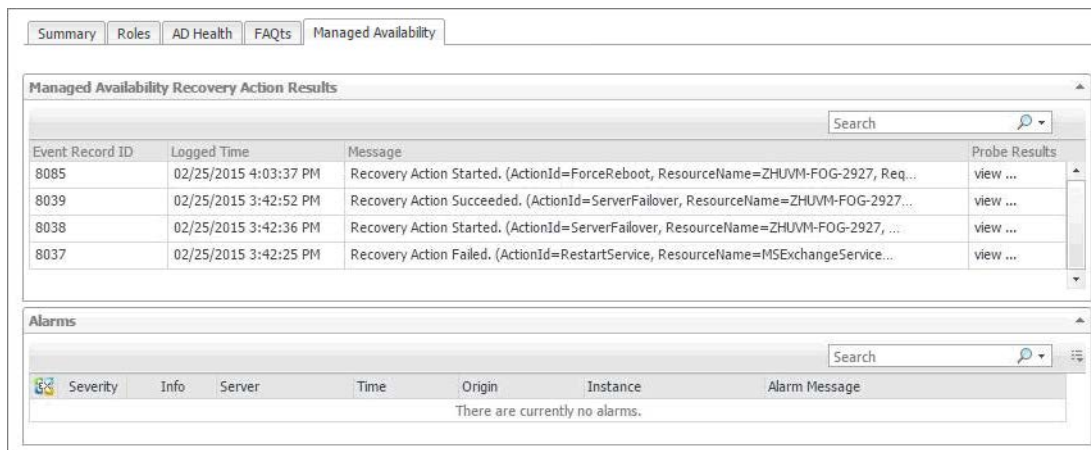 Summary Roles AD Health FAQts Managed Availability
Managed Availability Recovery Action Results
Search
Event Record ID Logged Time Message Probe Results
8085 02/25/2015 4:03:37 PM Recovery Action Started. (ActionId=ForceReboot, ResourceName=ZHUVM-FOG-2927, Req... view ...
8039 02/25/2015 3:42:52 PM Recovery Action Succeeded. (ActionId=ServerFailover, ResourceName=ZHUVM-FOG-2927... view ...
8038 02/25/2015 3:42:36 PM Recovery Action Started. (ActionId=ServerFailover, ResourceName=ZHUVM-FOG-2927, ... view ...
8037 02/25/2015 3:42:25 PM Recovery Action Failed. (ActionId=RestartService, ResourceName=MSExchangeService... view ...
Alarms
Search
Severity Info Server Time Origin Instance Alarm Message
There are currently no alarms.